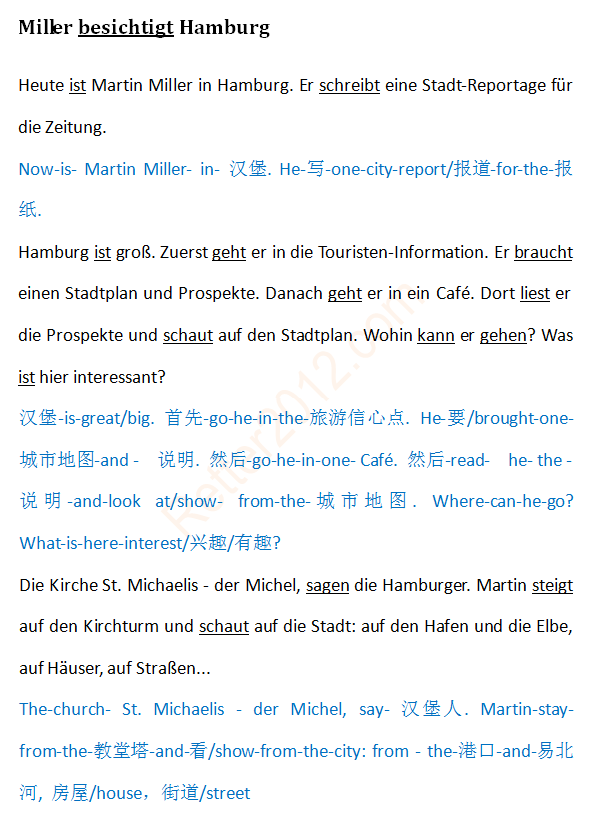 Miller besichtigt Hamburg
Heute ist Martin Miller in Hamburg. Er schreibt eine Stadt-Reportage für
die Zeitung.
Now-is- Martin Miller- in- 汉堡. He-写-one-city-report/报道-for-the-报
纸.
Hamburg ist groß. Zuerst geht er in die Touristen-Information. Er braucht
einen Stadtplan und Prospekte. Danach geht er in ein Café. Dort liest er
die Prospekte und schaut auf den Stadtplan. Wohin kann er gehen? Was
ist hier interessant?
汉堡-is-great/big. 首先-go-he-in-the-旅游信心点. He-要/brought-one-
城市地图-and - 说明. 然后-go-he-in-one- Café. 然后-read- he- the -
说明-and-look at/show- from-the-城市地图. Where-can-he-go?
What-is-here-interest/兴趣/有趣?
Die Kirche St. Michaelis - der Michel, sagen die Hamburger. Martin steigt
auf den Kirchturm und schaut auf die Stadt: auf den Hafen und die Elbe,
auf Häuser, auf Straßen...
The-church- St. Michaelis - der Michel, say- 汉堡人. Martin-stay-
from-the-教堂塔-and-看/show-from-the-city: from - the-港口-and-易北
河, 房屋/house，街道/street